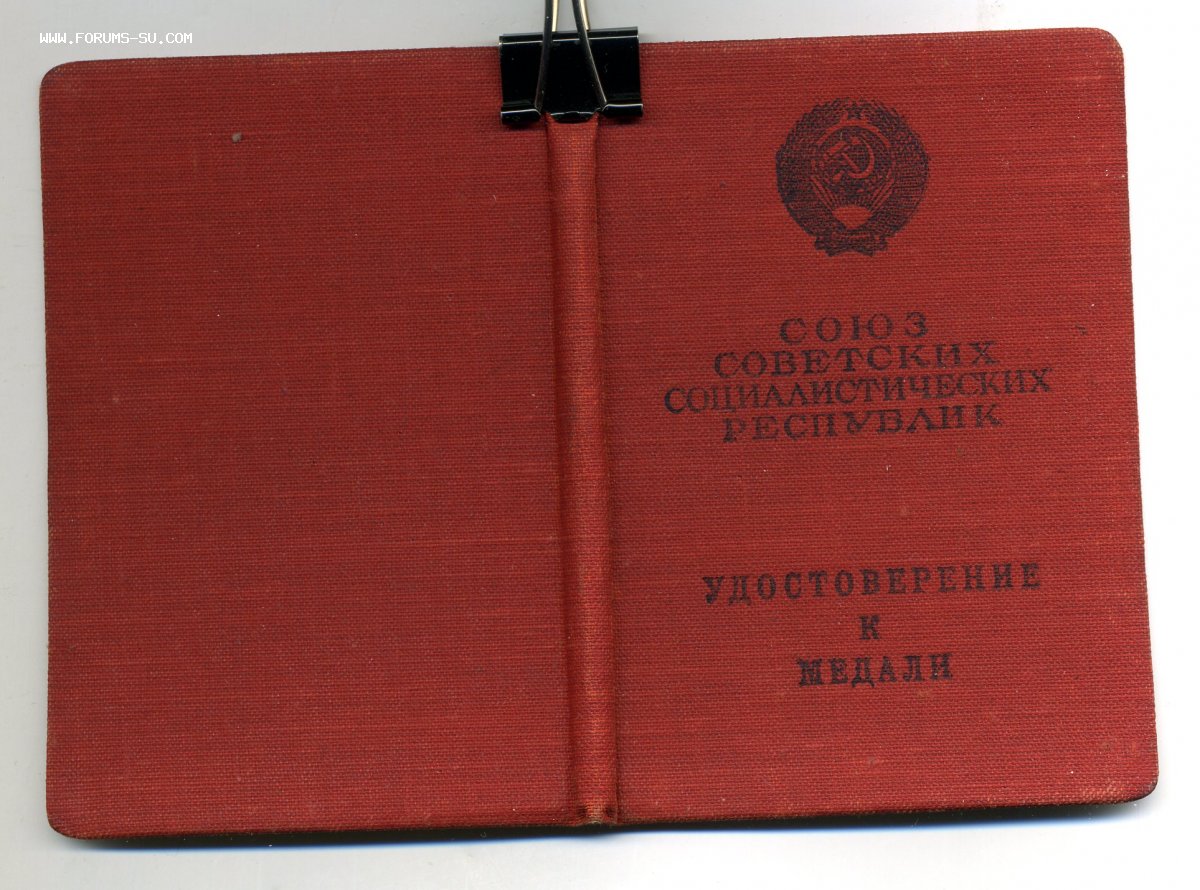 WWW.FORUMS-SU.COM
СОЮЗ
СОВЕТСКИХ
СОЦИАЛИСТИЧЕСКИХ
РЕСПУБЛИК
УДОСТОВЕРЕНИЕ
К
МЕДАЛИ